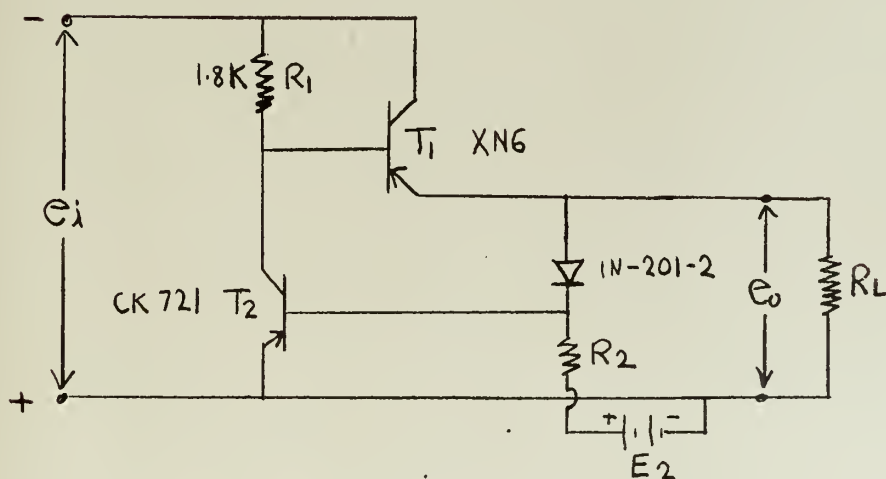 -
1.8K R1
T1 XN6
ei
CK 721 T2
IN-201-2
eo
RL
R2
+
+ -
E2